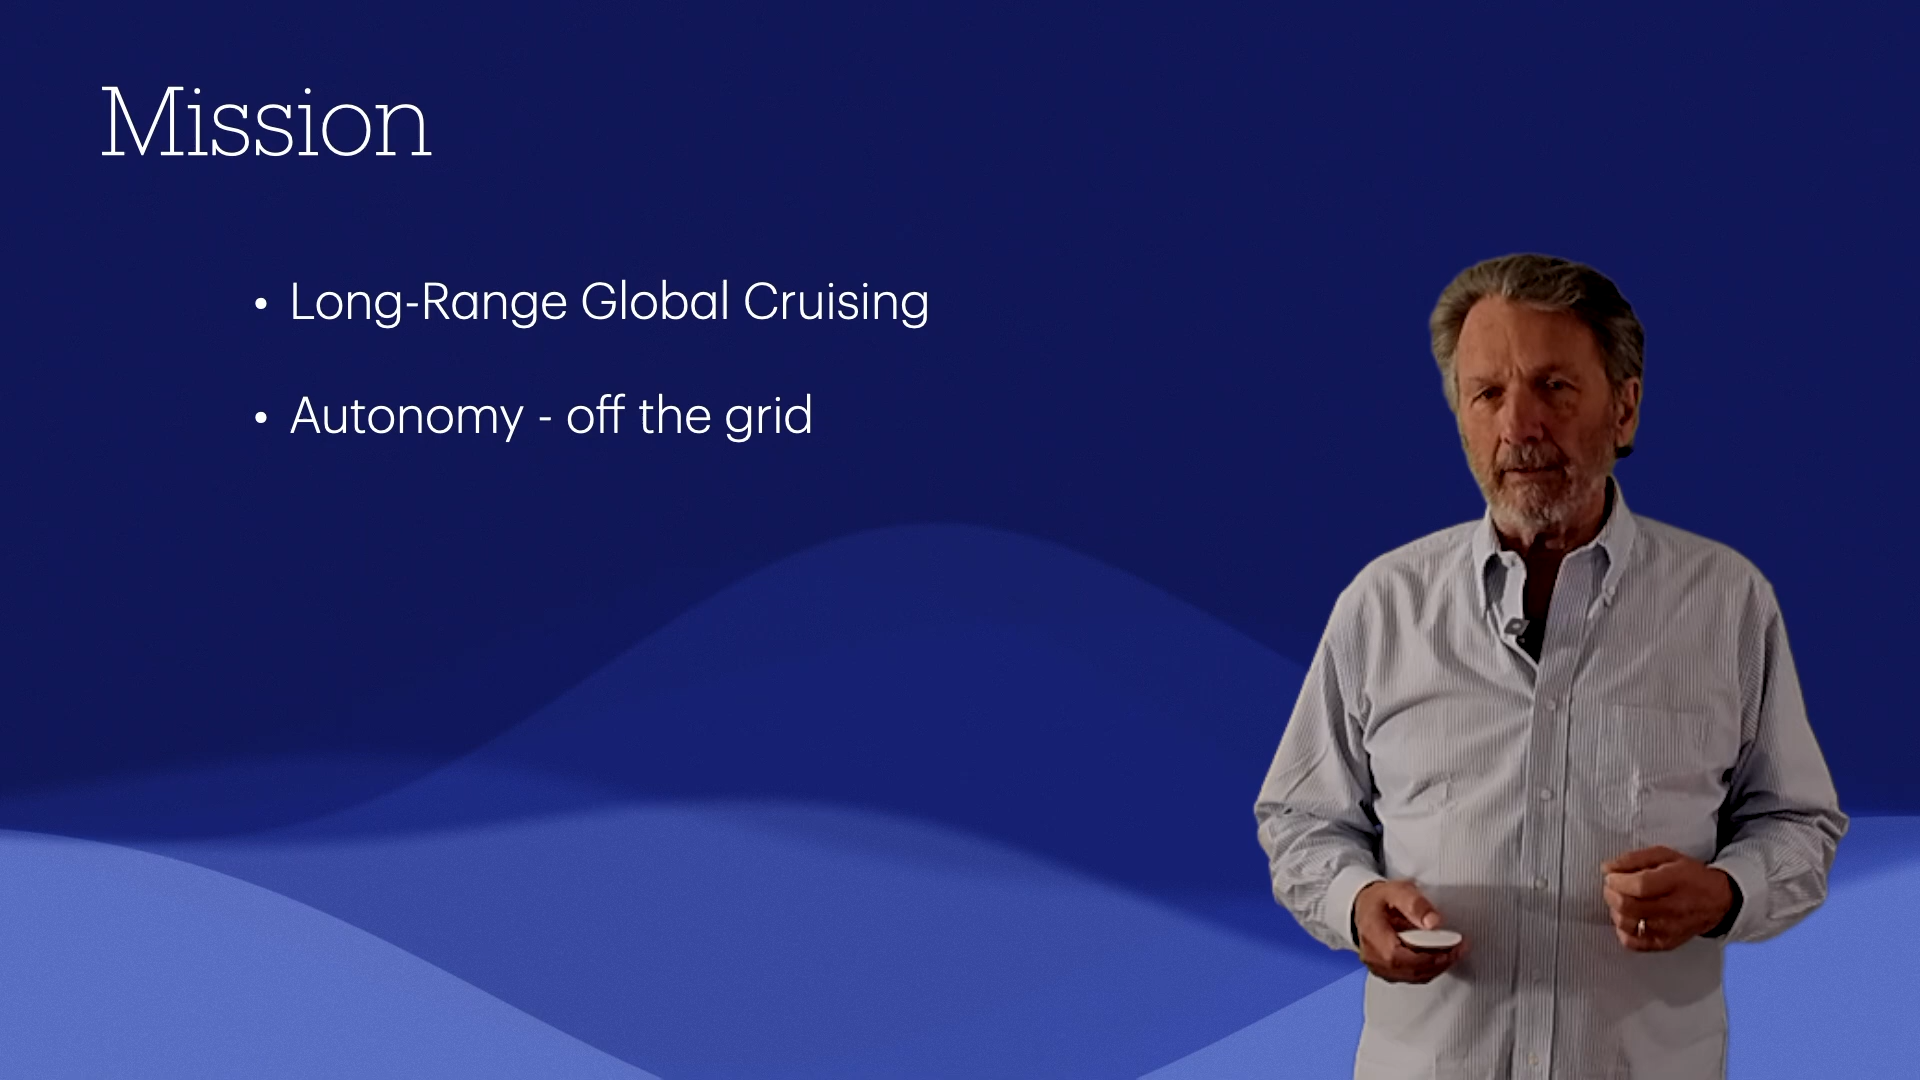 Mission
• Long-Range Global Cruising
• Autonomy - off the grid